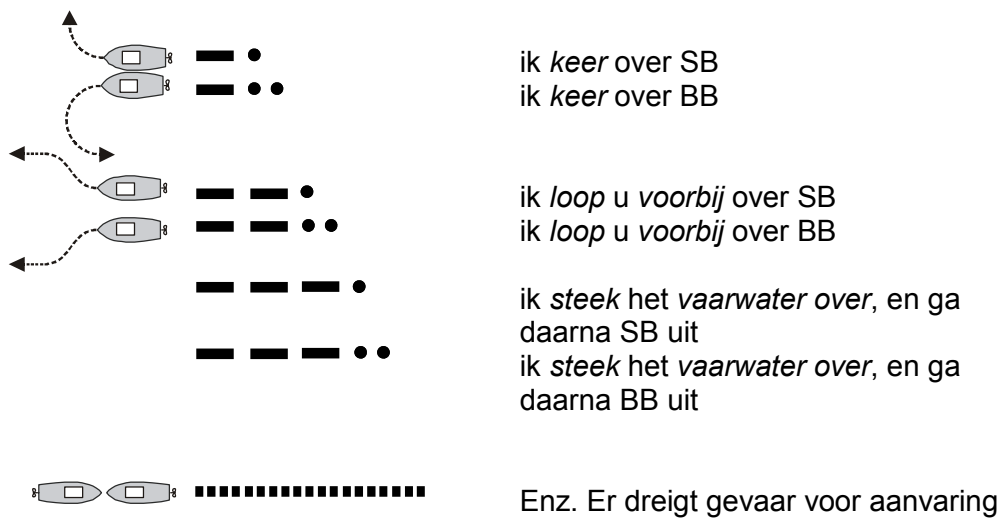 ik keer over SB
ik keer over BB
ik loop u voorbij over SB
ik loop u voorbij over BB
ik steek het vaarwater over, en ga
daarna SB uit
ik steek het vaarwater over, en ga
daarna BB uit
Enz. Er dreigt gevaar voor aanvaring